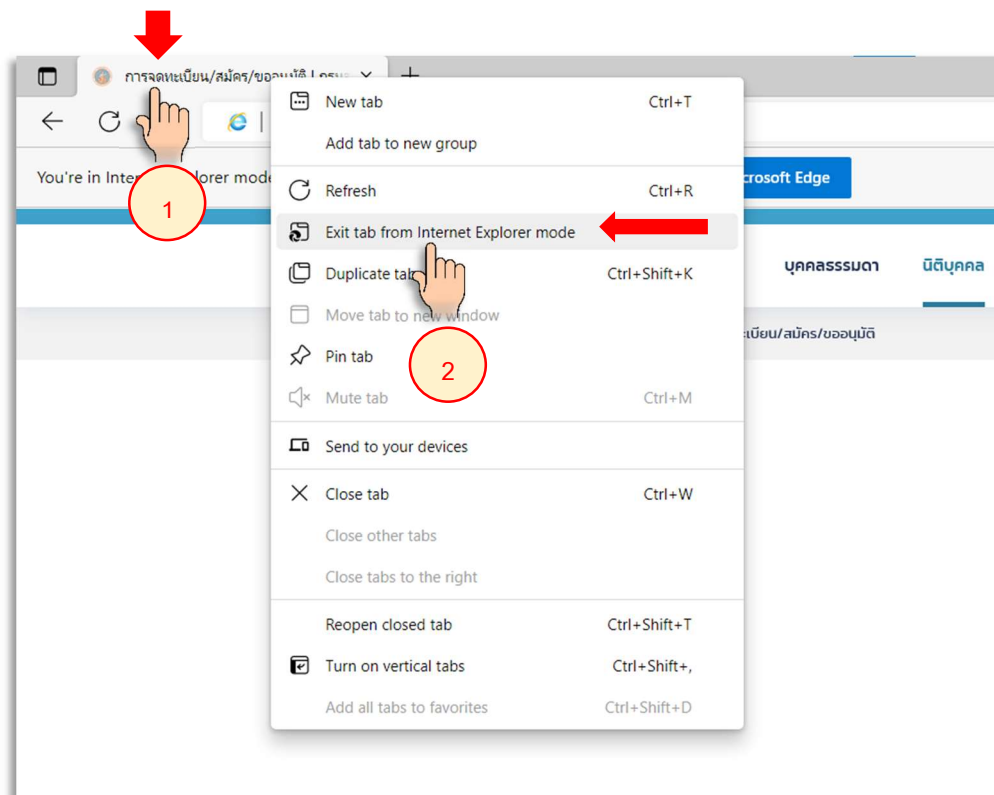 การจดทะเบียน/สมัคร/ขออนุมัติ |
You're in Internet Explorer mode
Microsoft Edge
1
New tab Ctrl+T
Add tab to new group
Refresh Ctrl+R
Exit tab from Internet Explorer mode
Duplicate tab Ctrl+Shift+K
Move tab to new window
Pin tab
2
Mute tab Ctrl+M
Send to your devices
Close tab Ctrl+W
Close other tabs
Close tabs to the right
Reopen closed tab Ctrl+Shift+T
Turn on vertical tabs Ctrl+Shift+,
Add all tabs to favorites Ctrl+Shift+D
บุคคลธรรมดา นิติบุคคล
ะเบียน/สมัคร/ขออนุมัติ